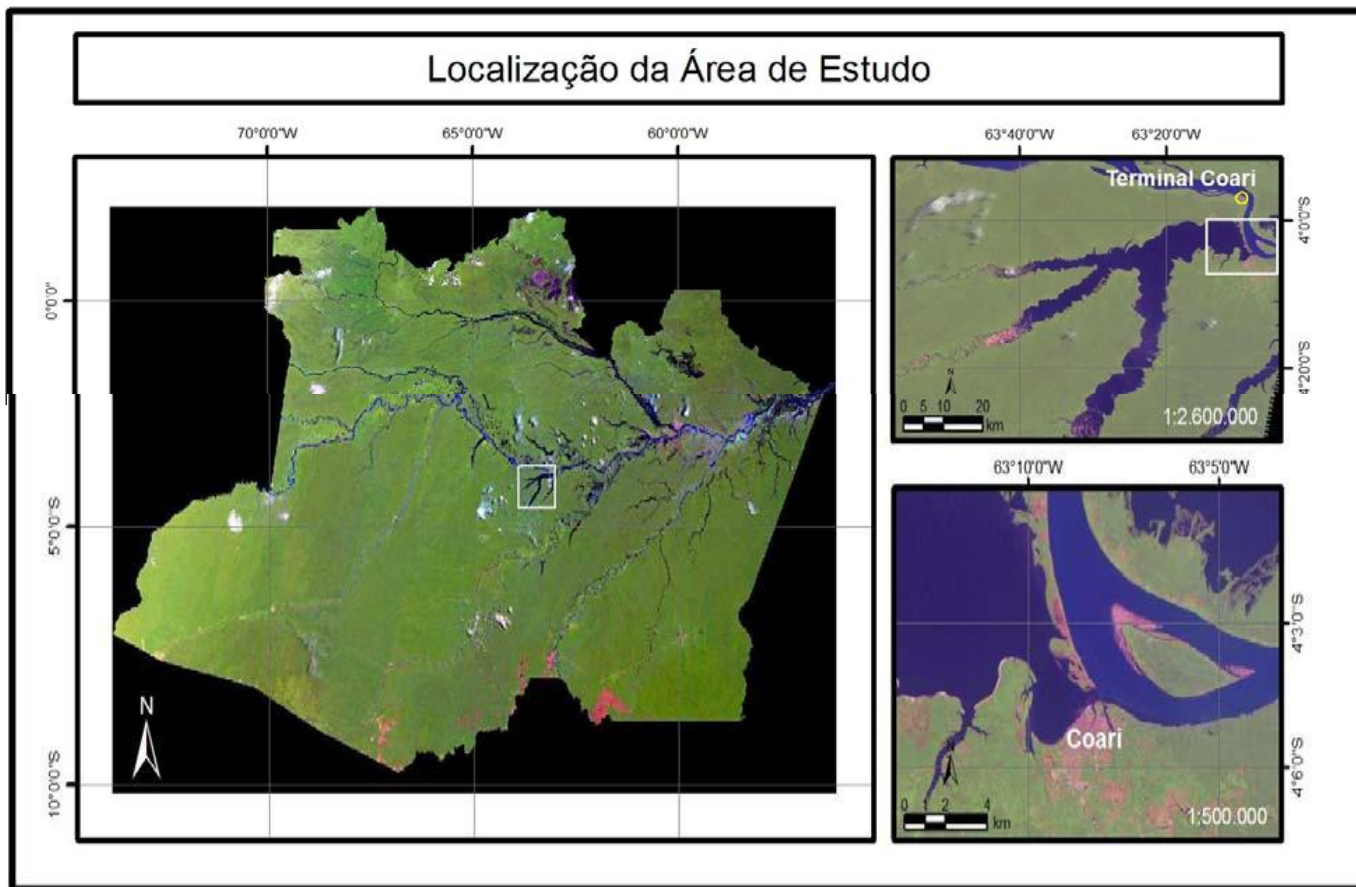 Localização da Área de Estudo
70°0'0"W 65°0'0"W 60°0'0"W
0°0'0"
5°0'0"S
10°0'0"S
N
63°40'0"W 63°20'0"W
Terminal Coari
4°0'0"S
4°20'0"S
N
0 5 10 20
km
1:2.600.000
63°10'0"W 63°5'0"W
4°3'0"S
4°6'0"S
Coari
N
0 1 2 4
km
1:500.000